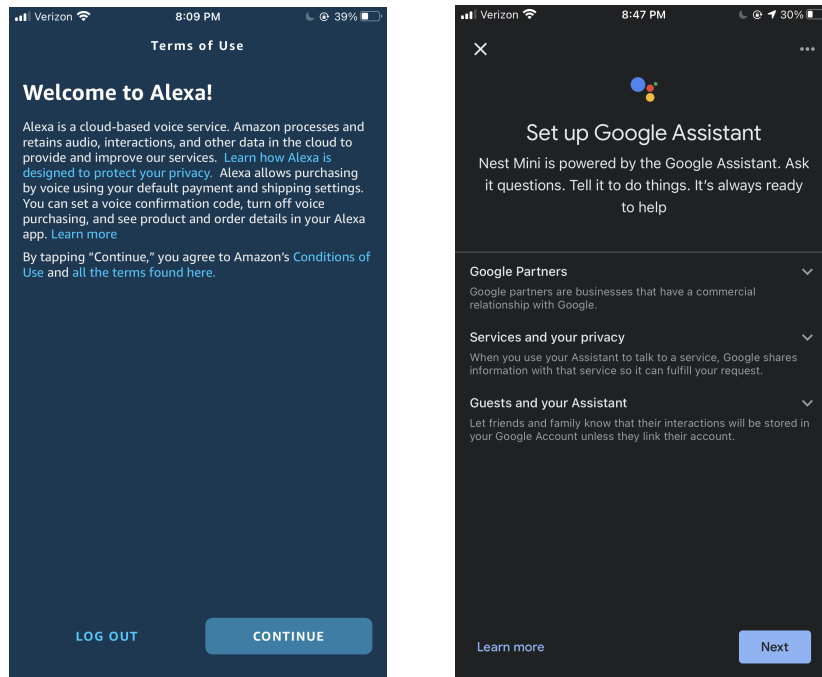 Verizon 8:09 PM 39%
Terms of Use
Welcome to Alexa!
Alexa is a cloud-based voice service. Amazon processes and
retains audio, interactions, and other data in the cloud to
provide and improve our services. Learn how Alexa is
designed to protect your privacy. Alexa allows purchasing
by voice using your default payment and shipping settings.
You can set a voice confirmation code, turn off voice
purchasing, and see product and order details in your Alexa
app. Learn more
By tapping “Continue,” you agree to Amazon’s Conditions of
Use and all the terms found here.
LOG OUT CONTINUE
Verizon 8:47 PM 30%
Set up Google Assistant
Nest Mini is powered by the Google Assistant. Ask
it questions. Tell it to do things. It’s always ready
to help
Google Partners
Google partners are businesses that have a commercial
relationship with Google.
Services and your privacy
When you use your Assistant to talk to a service, Google shares
information with that service so it can fulfill your request.
Guests and your Assistant
Let friends and family know that their interactions will be stored in
your Google Account unless they link their account.
Learn more Next